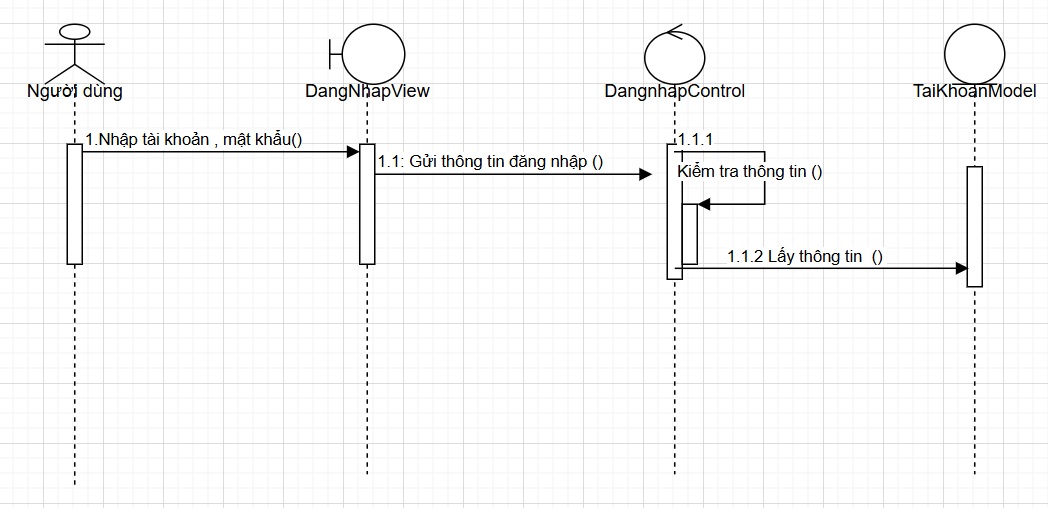 Người dùng
DangNhapView
DangnhapControl
TaiKhoanModel
1.Nhập tài khoản , mật khẩu()
1.1.1
1.1: Gửi thông tin đăng nhập ()
Kiểm tra thông tin ()
1.1.2 Lấy thông tin  ()